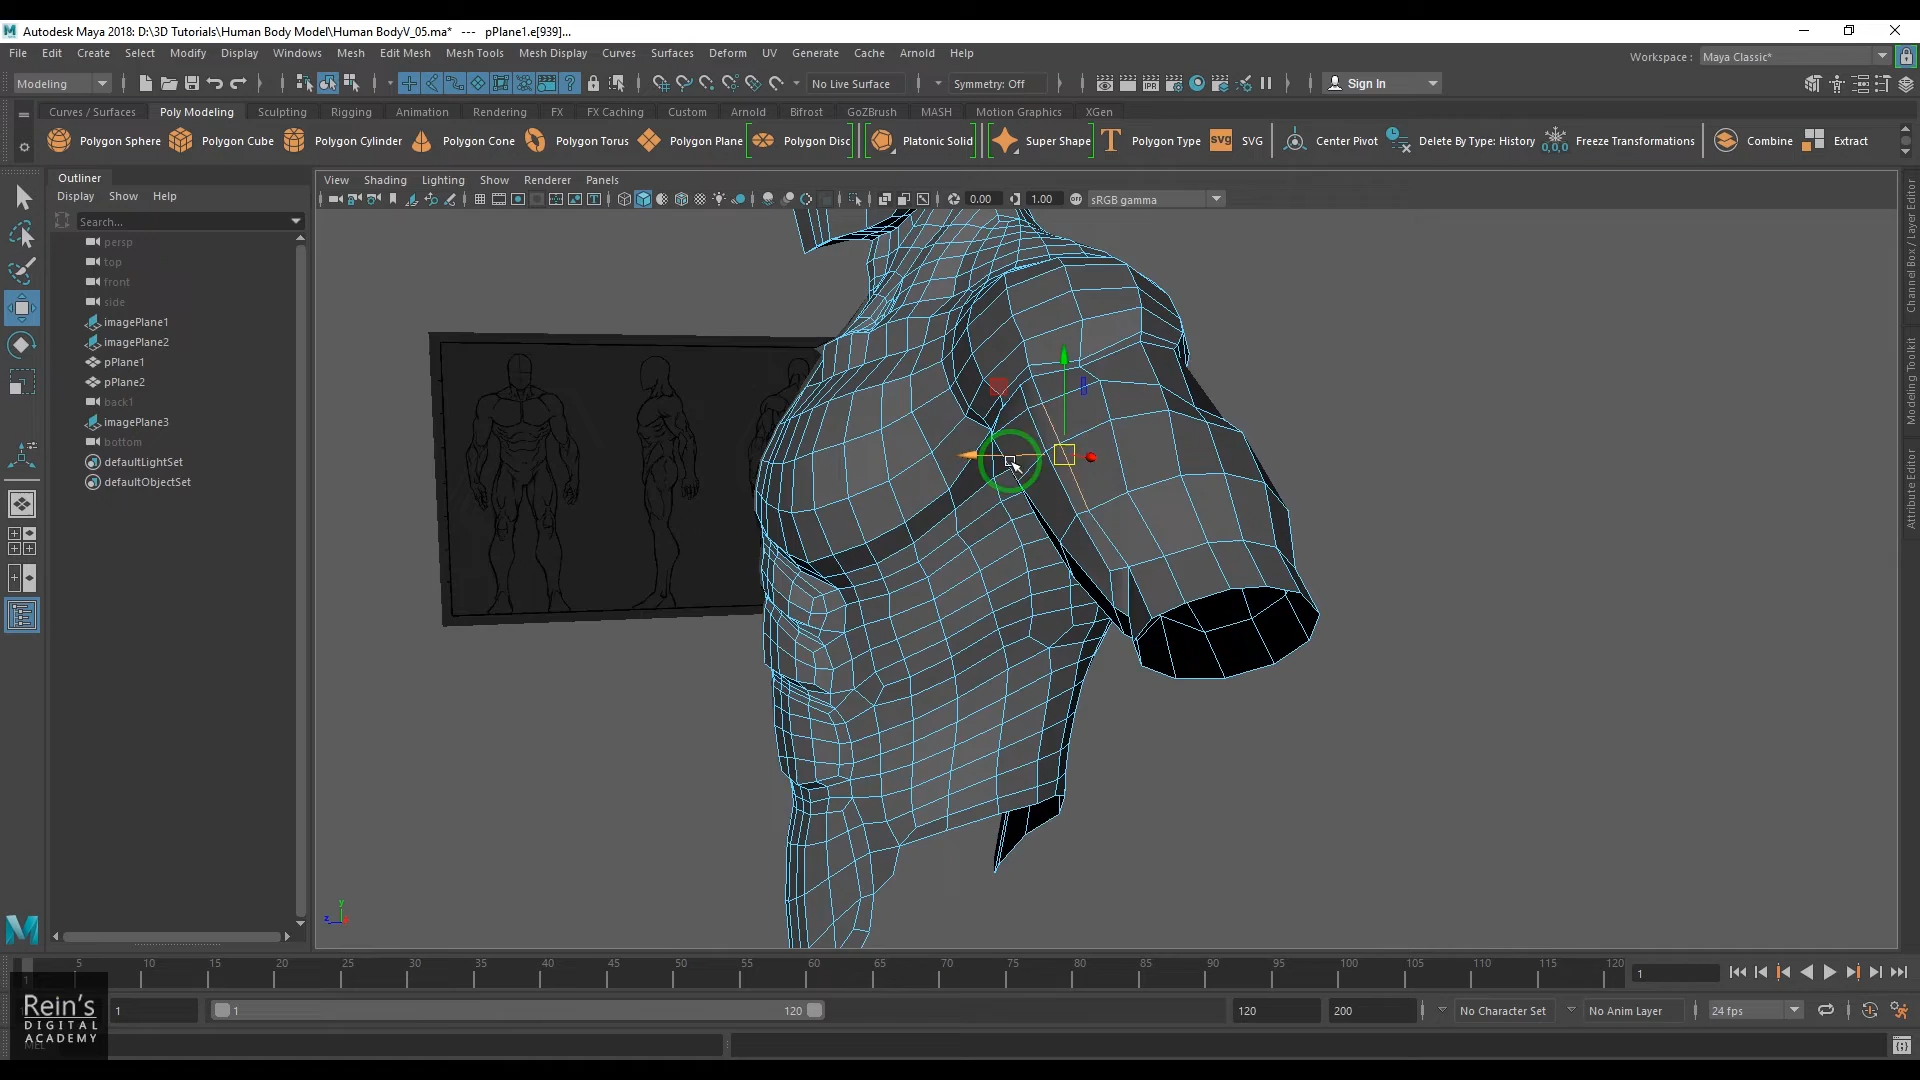 Autodesk Maya 2018: D:\3D Tutorials\Human Body Model\Human BodyV_05.ma*   ---   pPlane1.e[939]...
File Edit Create Select Modify Display Windows Mesh Edit Mesh Mesh Tools Mesh Display Curves Surfaces Deform UV Generate Cache Arnold Help
Workspace : Maya Classic*
Modeling No Live Surface Symmetry: Off Sign In
Curves / Surfaces Poly Modeling Sculpting Rigging Animation Rendering FX FX Caching Custom Arnold Bifrost GoZBrush MASH Motion Graphics XGen
Polygon Sphere Polygon Cube Polygon Cylinder Polygon Cone Polygon Torus Polygon Plane Polygon Disc Platonic Solid Super Shape Polygon Type SVG SVG Center Pivot Delete By Type: History 0,0,0 Freeze Transformations Combine Extract
Outliner
Display Show Help
Search...
persp
top
front
side
imagePlane1
imagePlane2
pPlane1
pPlane2
back1
imagePlane3
bottom
defaultLightSet
defaultObjectSet
View Shading Lighting Show Renderer Panels
0.00 1.00 sRGB gamma
y
z
Channel Box / Layer Editor
Modeling Toolkit
Attribute Editor
5 10 15 20 25 30 35 40 45 50 55 60 65 70 75 80 85 90 95 100 105 110 115 120
1
1 1 120 120 200 No Character Set No Anim Layer 24 fps
Rein's
DIGITAL
ACADEMY
MEL